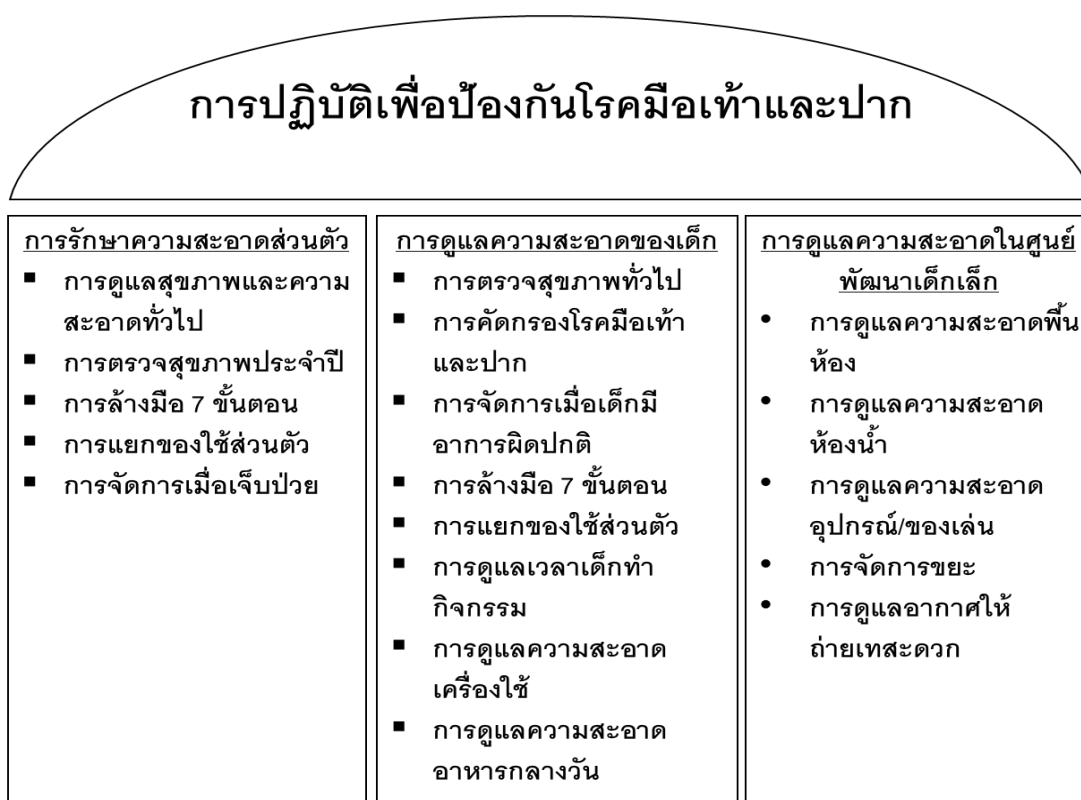 การปฏิบัติเพื่อป้องกันโรคมือเท้าและปาก
การรักษาความสะอาดส่วนตัว
▪ การดูแลสุขภาพและความ
สะอาดทั่วไป
▪ การตรวจสุขภาพประจำปี
▪ การล้างมือ 7 ขั้นตอน
▪ การแยกของใช้ส่วนตัว
▪ การจัดการเมื่อเจ็บป่วย
การดูแลความสะอาดของเด็ก
▪ การตรวจสุขภาพทั่วไป
▪ การคัดกรองโรคมือเท้า
และปาก
▪ การจัดการเมื่อเด็กมี
อาการผิดปกติ
▪ การล้างมือ 7 ขั้นตอน
▪ การแยกของใช้ส่วนตัว
▪ การดูแลเวลาเด็กทำ
กิจกรรม
▪ การดูแลความสะอาด
เครื่องใช้
▪ การดูแลความสะอาด
อาหารกลางวัน
การดูแลความสะอาดในศูนย์
พัฒนาเด็กเล็ก
• การดูแลความสะอาดพื้น
ห้อง
• การดูแลความสะอาด
ห้องน้ำ
• การดูแลความสะอาด
อุปกรณ์/ของเล่น
• การจัดการขยะ
• การดูแลอากาศให้
ถ่ายเทสะดวก